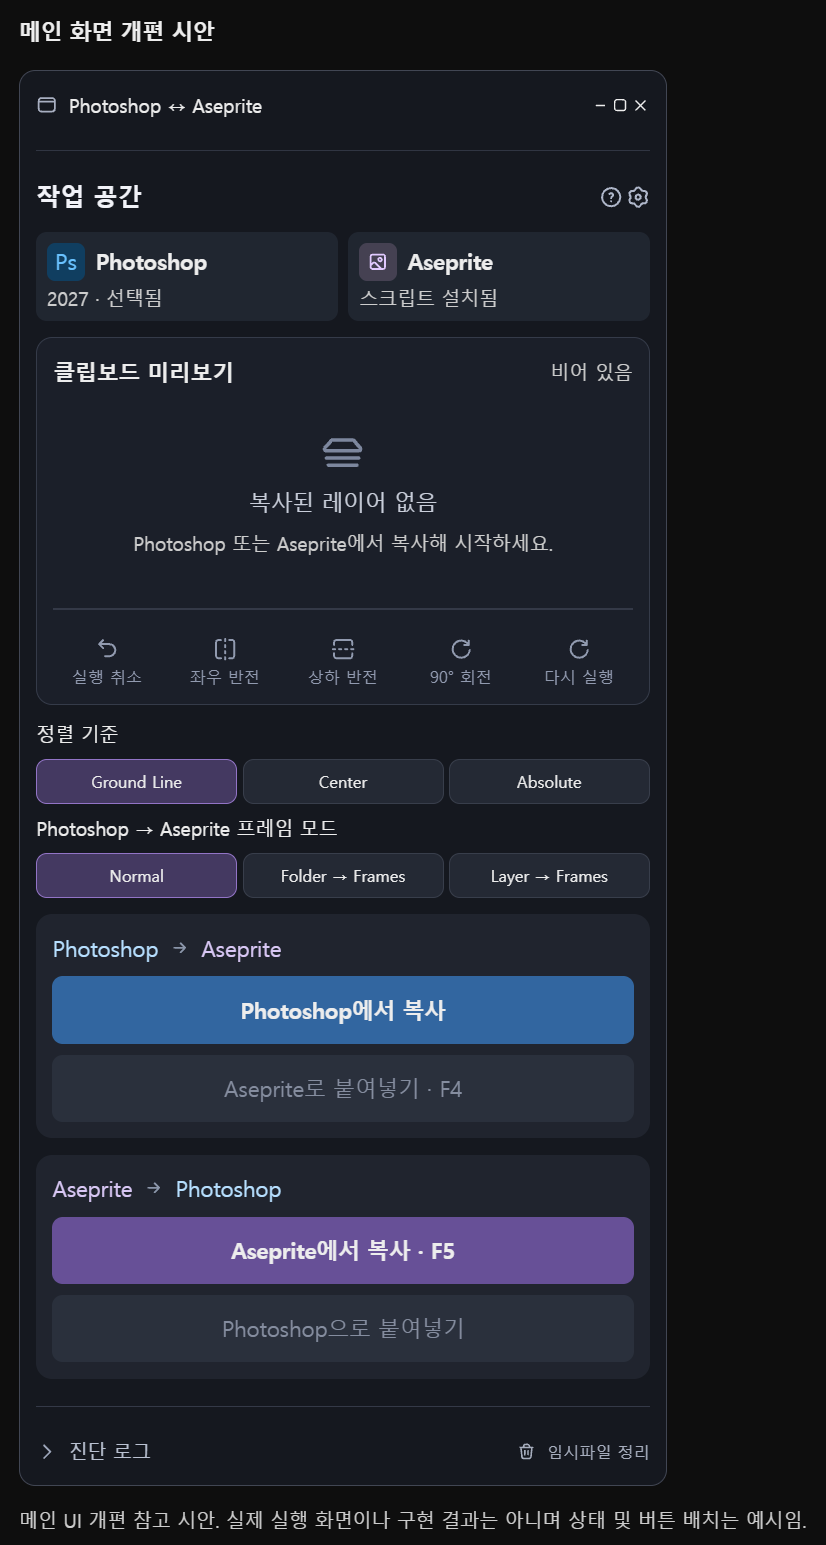 메인 화면 개편 시안
Photoshop ↔ Aseprite
작업 공간
Ps Photoshop
2027 · 선택됨
Aseprite
스크립트 설치됨
클립보드 미리보기
비어 있음
복사된 레이어 없음
Photoshop 또는 Aseprite에서 복사해 시작하세요.
실행 취소
좌우 반전
상하 반전
90° 회전
다시 실행
정렬 기준
Ground Line
Center
Absolute
Photoshop → Aseprite 프레임 모드
Normal
Folder → Frames
Layer → Frames
Photoshop → Aseprite
Photoshop에서 복사
Aseprite로 붙여넣기 · F4
Aseprite → Photoshop
Aseprite에서 복사 · F5
Photoshop으로 붙여넣기
진단 로그
임시파일 정리
메인 UI 개편 참고 시안. 실제 실행 화면이나 구현 결과는 아니며 상태 및 버튼 배치는 예시임.